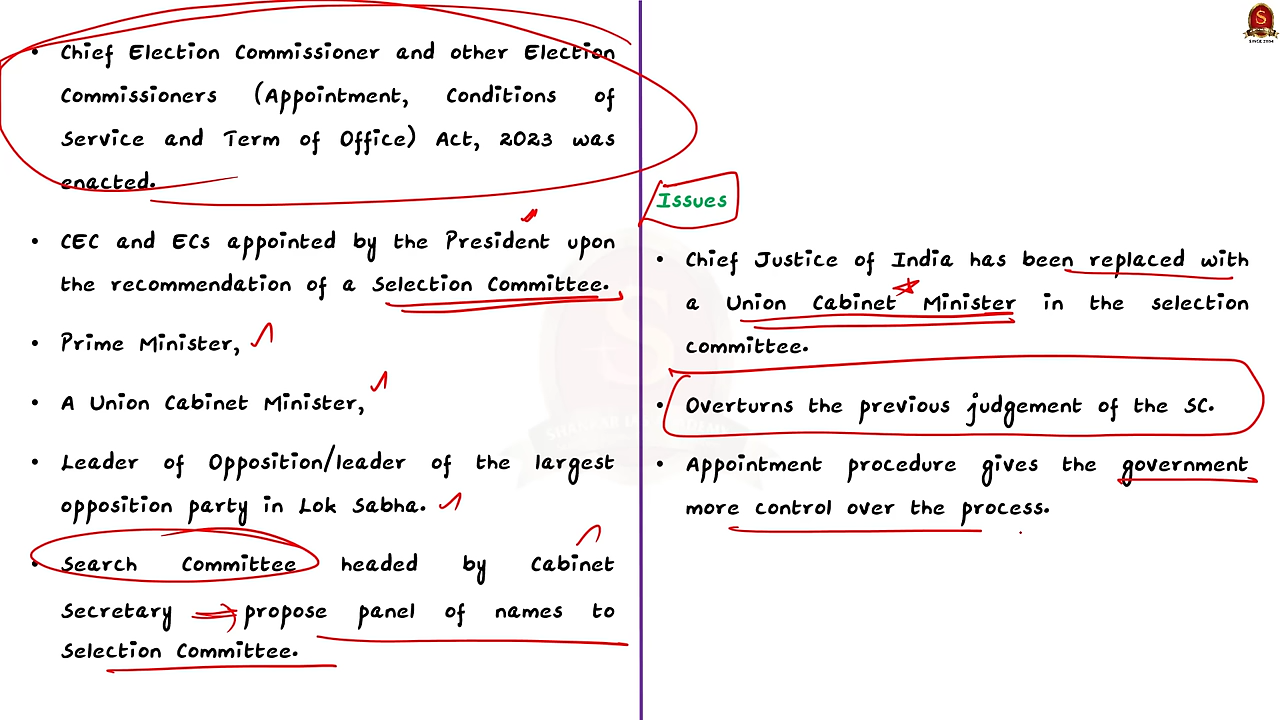 • Chief Election Commissioner and other Election
Commissioners (Appointment, Conditions of
Service and Term of Office) Act, 2023 was
enacted.
• CEC and ECs appointed by the President upon
the recommendation of a Selection Committee.
• Prime Minister,
• A Union Cabinet Minister,
• Leader of Opposition/leader of the largest
opposition party in Lok Sabha.
• Search Committee headed by Cabinet
Secretary ⇒ propose panel of names to
Selection Committee.
Issues
• Chief Justice of India has been replaced with
a Union Cabinet Minister in the selection
committee.
• Overturns the previous judgement of the SC.
• Appointment procedure gives the government
more control over the process.
S